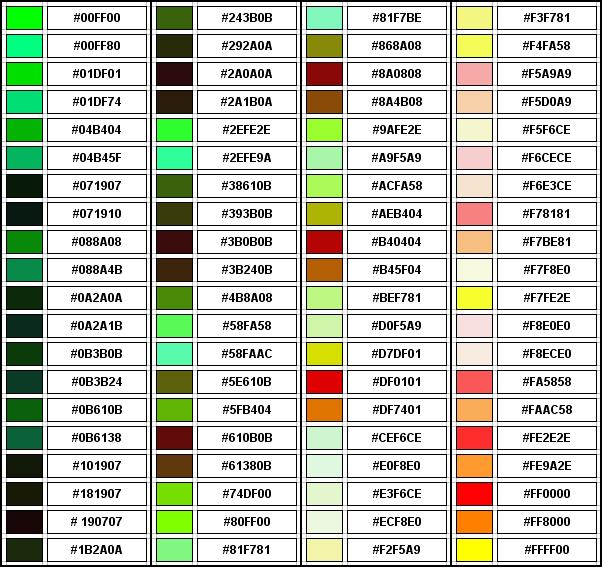 #00FF00 #243B0B #81F7BE #F3F781
#00FF80 #292A0A #868A08 #F4FA58
#01DF01 #2A0A0A #8A0808 #F5A9A9
#01DF74 #2A1B0A #8A4B08 #F5D0A9
#04B404 #2EFE2E #9AFE2E #F5F6CE
#04B45F #2EFE9A #A9F5A9 #F6CECE
#071907 #38610B #ACFA58 #F6E3CE
#071910 #393B0B #AEB404 #F78181
#088A08 #3B0B0B #B40404 #F7BE81
#088A4B #3B240B #B45F04 #F7F8E0
#0A2A0A #4B8A08 #BEF781 #F7FE2E
#0A2A1B #58FA58 #D0F5A9 #F8E0E0
#0B3B0B #58FAAC #D7DF01 #F8ECE0
#0B3B24 #5E610B #DF0101 #FA5858
#0B610B #5FB404 #DF7401 #FAAC58
#0B6138 #610B0B #CEF6CE #FE2E2E
#101907 #61380B #E0F8E0 #FE9A2E
#181907 #74DF00 #E3F6CE #FF0000
# 190707 #80FF00 #ECF8E0 #FF8000
#1B2A0A #81F781 #F2F5A9 #FFFF00